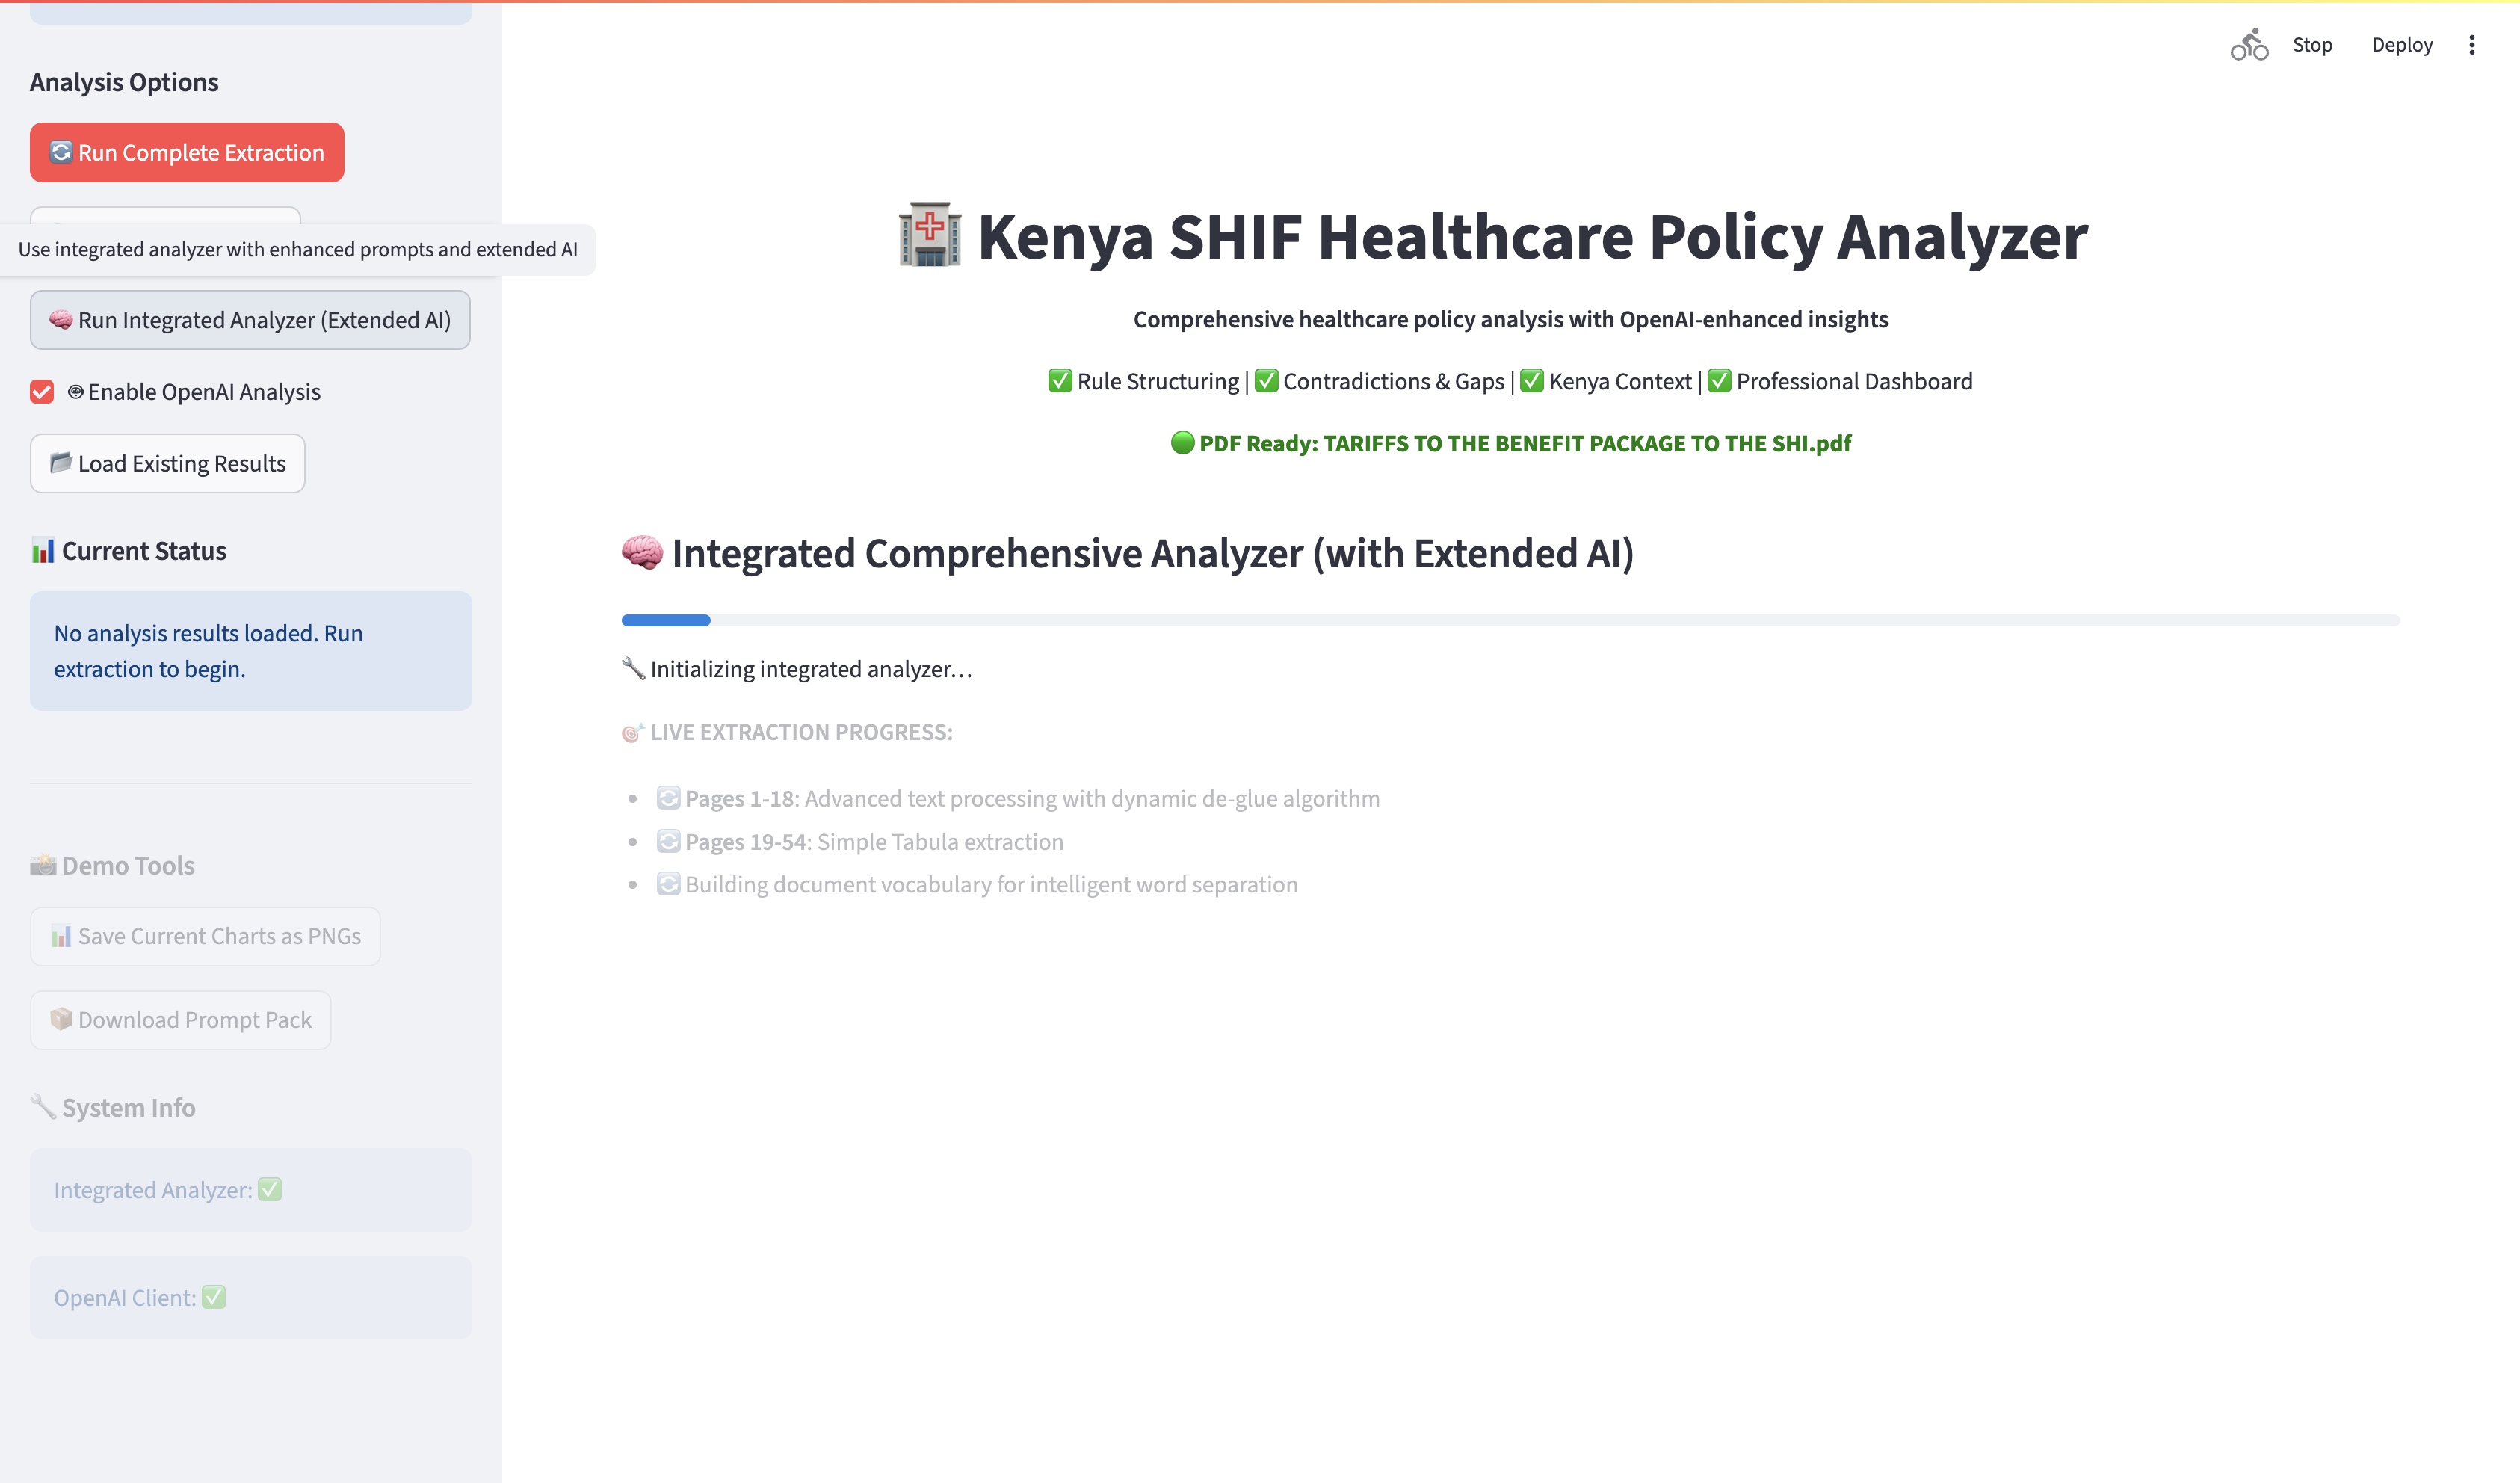 Stop
Deploy
Analysis Options
Run Complete Extraction
Use integrated analyzer with enhanced prompts and extended AI
Run Integrated Analyzer (Extended AI)
Enable OpenAI Analysis
Load Existing Results
Current Status
No analysis results loaded. Run
extraction to begin.
Demo Tools
Save Current Charts as PNGs
Download Prompt Pack
System Info
Integrated Analyzer: ✅
OpenAI Client: ✅
🏥 Kenya SHIF Healthcare Policy Analyzer
Comprehensive healthcare policy analysis with OpenAI-enhanced insights
✅ Rule Structuring | ✅ Contradictions & Gaps | ✅ Kenya Context | ✅ Professional Dashboard
🟢 PDF Ready: TARIFFS TO THE BENEFIT PACKAGE TO THE SHI.pdf
🧠 Integrated Comprehensive Analyzer (with Extended AI)
🔧 Initializing integrated analyzer…
🎯 LIVE EXTRACTION PROGRESS:
• 🔄 Pages 1-18: Advanced text processing with dynamic de-glue algorithm
• 🔄 Pages 19-54: Simple Tabula extraction
• 🔄 Building document vocabulary for intelligent word separation